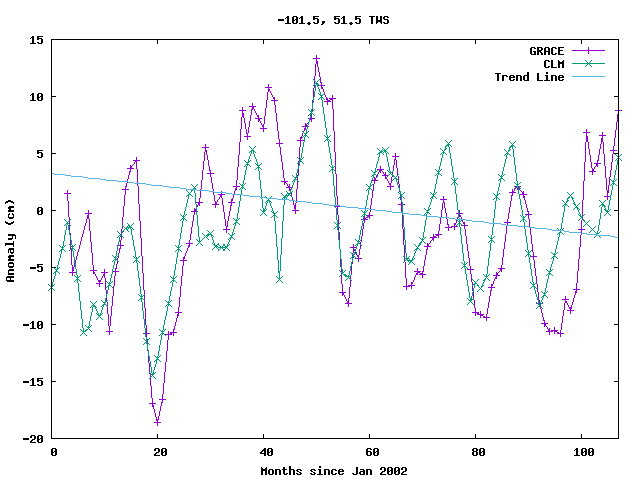 -101.5, 51.5 TWS
GRACE
CLM
Trend Line
15
10
5
0
-5
-10
-15
-20
Anomaly (cm)
0 20 40 60 80 100
Months since Jan 2002